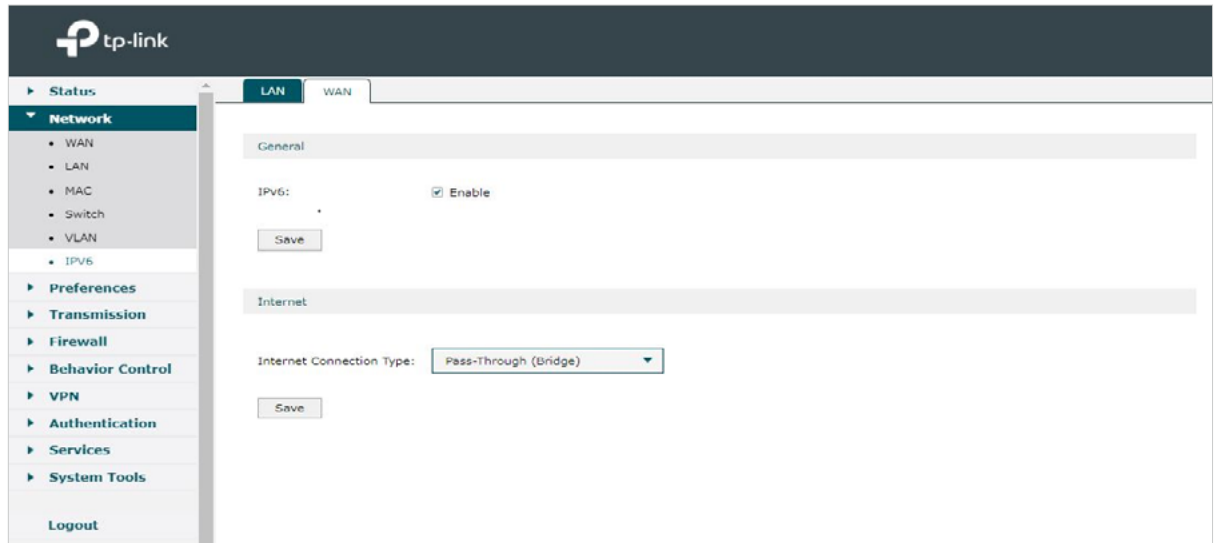 tp-link
Status
Network
WAN
LAN
MAC
Switch
VLAN
IPV6
Preferences
Transmission
Firewall
Behavior Control
VPN
Authentication
Services
System Tools
Logout
LAN WAN
General
IPv6: Enable
Save
Internet
Internet Connection Type: Pass-Through (Bridge)
Save